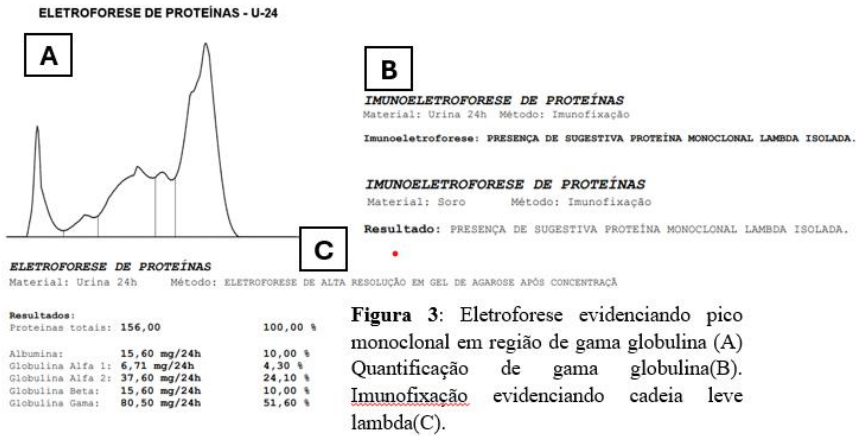 ELETROFORESE DE PROTEÍNAS - U-24
A
B
IMUNOELETROFORESE DE PROTEÍNAS
Material: Urina 24h Método: Imunofixação
Imunoeletroforese: PRESENÇA DE SUGESTIVA PROTEÍNA MONOCLONAL LAMBDA ISOLADA.
IMUNOELETROFORESE DE PROTEÍNAS
Material: Soro Método: Imunofixação
Resultado: PRESENÇA DE SUGESTIVA PROTEÍNA MONOCLONAL LAMBDA ISOLADA.
C
ELETROFORESE DE PROTEÍNAS
Material: Urina 24h Método: ELETROFORESE DE ALTA RESOLUÇÃO EM GEL DE AGAROSE APÓS CONCENTRAÇÃ
Resultados:
Proteínas totais: 156,00 100,00 %
Albumina: 15,60 mg/24h 10,00 %
Globulina Alfa 1: 6,71 mg/24h 4,30 %
Globulina Alfa 2: 37,60 mg/24h 24,10 %
Globulina Beta: 15,60 mg/24h 10,00 %
Globulina Gama: 80,50 mg/24h 51,60 %
Figura 3: Eletroforese evidenciando pico
monoclonal em região de gama globulina (A)
Quantificação de gama globulina(B).
Imunofixação evidenciando cadeia leve
lambda(C).